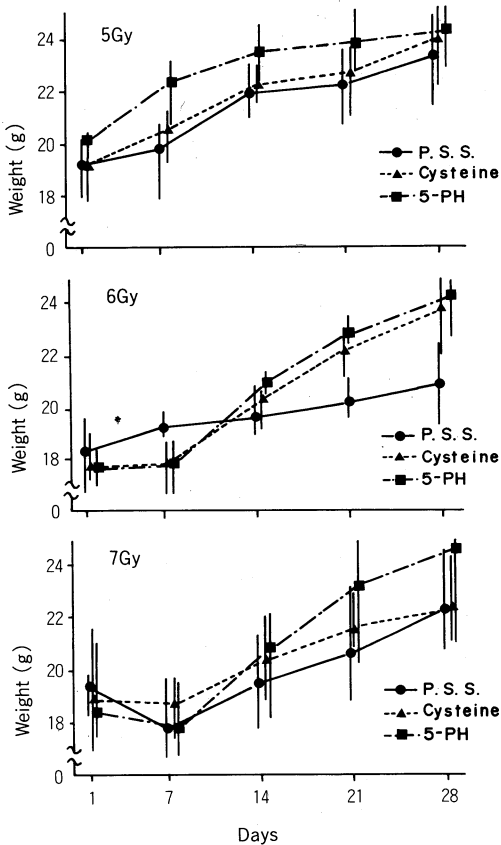 5Gy
24
22
20
18
0
Weight (g)
P. S. S.
Cysteine
5-PH
6Gy
24
22
20
18
0
Weight (g)
P. S. S.
Cysteine
5-PH
7Gy
24
22
20
18
0
Weight (g)
P. S. S.
Cysteine
5-PH
1 7 14 21 28
Days